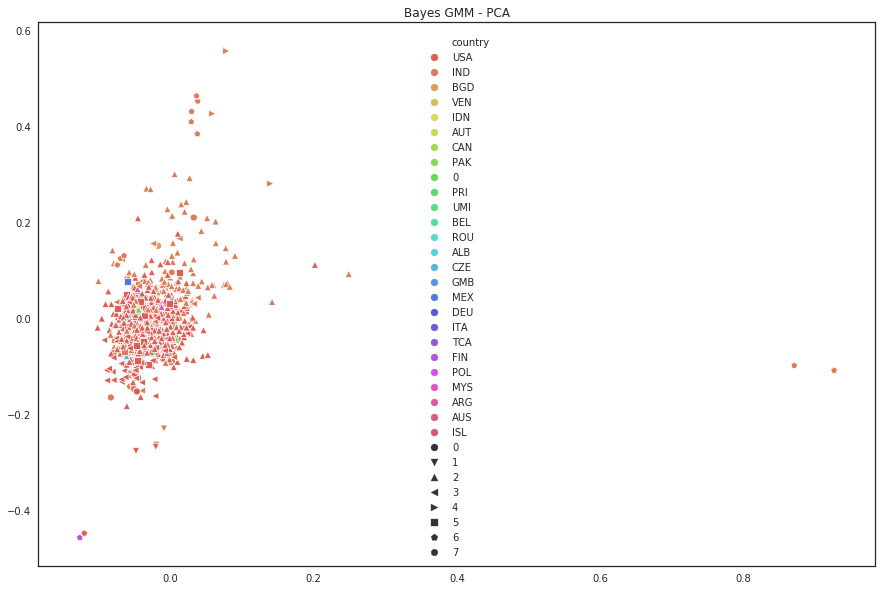 Bayes GMM - PCA
0.6
0.4
0.2
0.0
−0.2
−0.4
country
USA
IND
BGD
VEN
IDN
AUT
CAN
PAK
0
PRI
UMI
BEL
ROU
ALB
CZE
GMB
MEX
DEU
ITA
TCA
FIN
POL
MYS
ARG
AUS
ISL
0
1
2
3
4
5
6
7
0.0 0.2 0.4 0.6 0.8